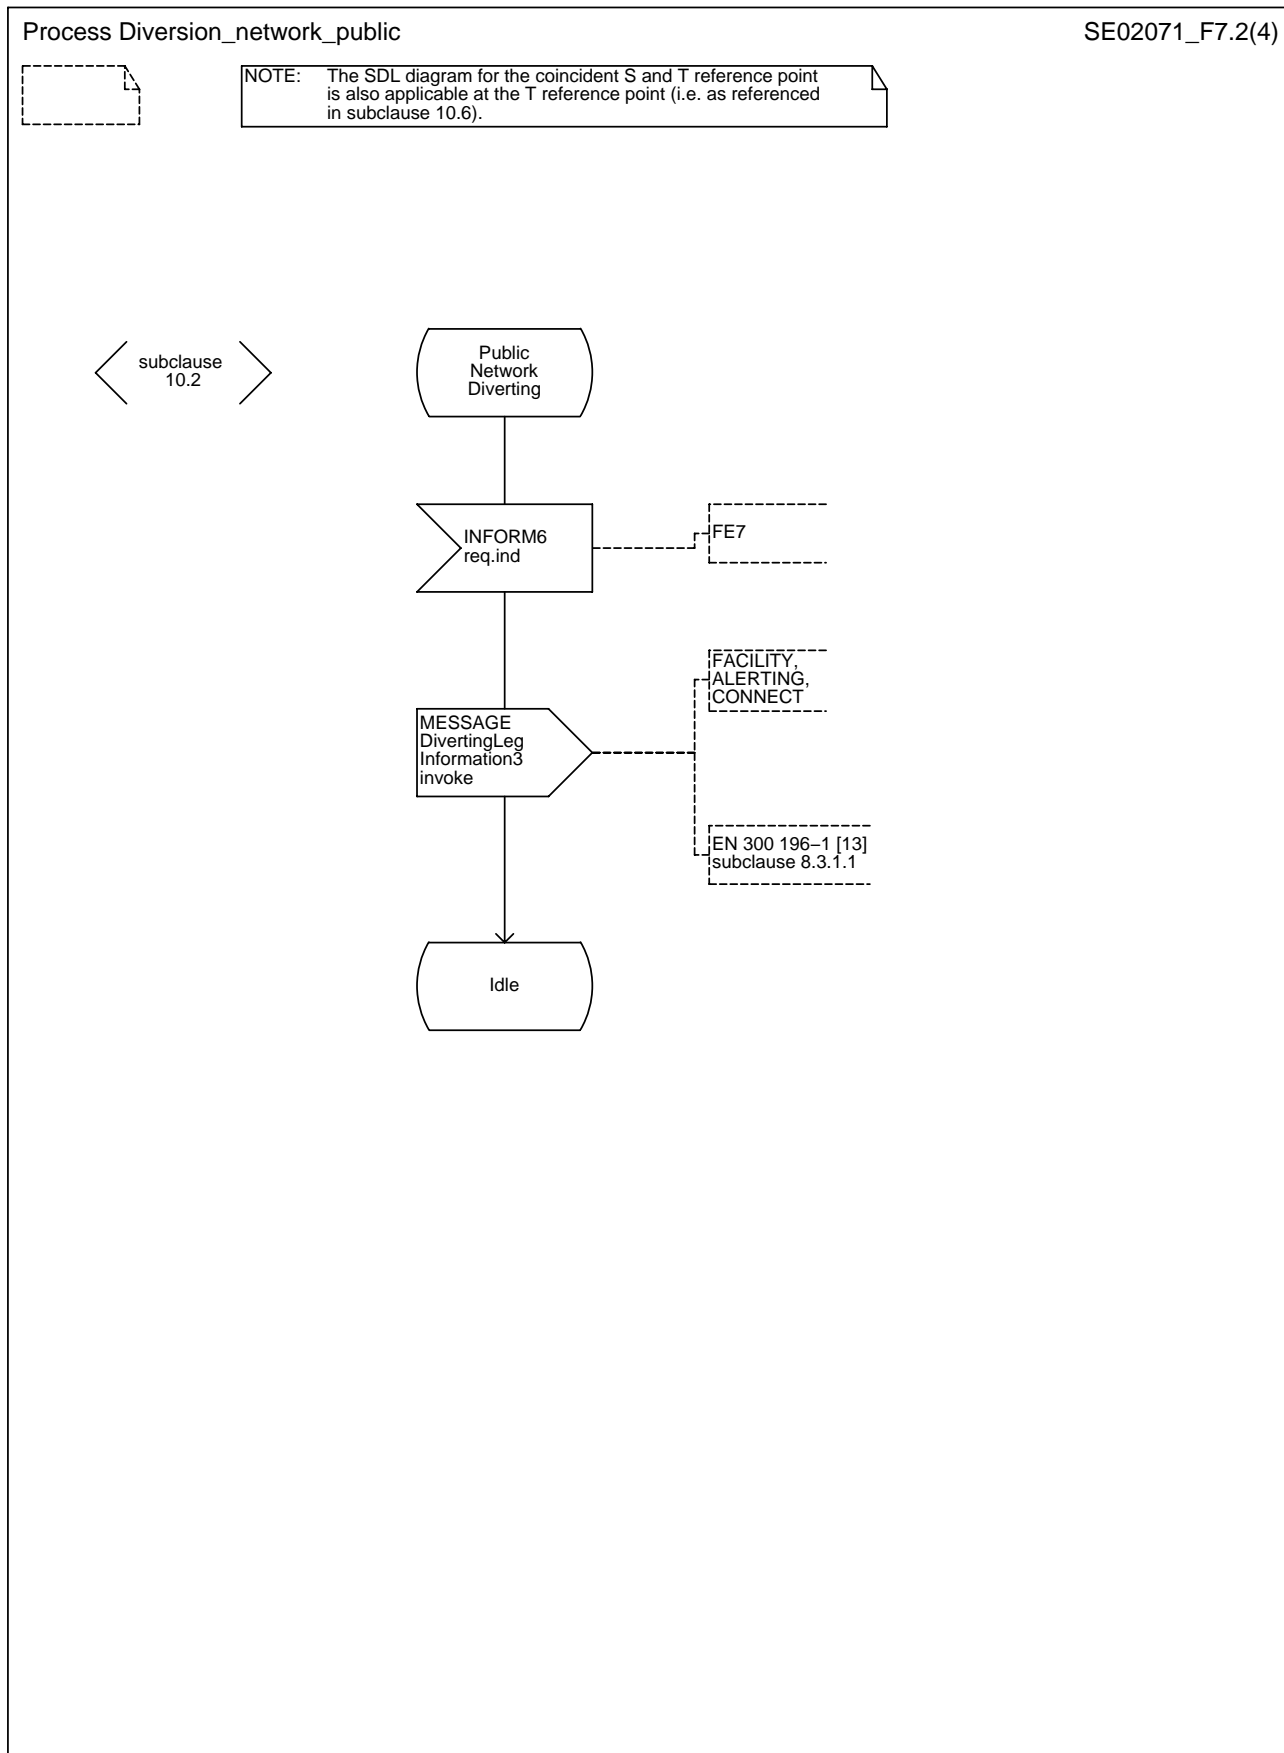 Process Diversion_network_public
SE02071_F7.2(4)
NOTE: The SDL diagram for the coincident S and T reference point
is also applicable at the T reference point (i.e. as referenced
in subclause 10.6).
subclause
10.2
Public
Network
Diverting
INFORM6
req.ind
FE7
FACILITY,
ALERTING,
CONNECT
MESSAGE
DivertingLeg
Information3
invoke
EN 300 196–1 [13]
subclause 8.3.1.1
Idle